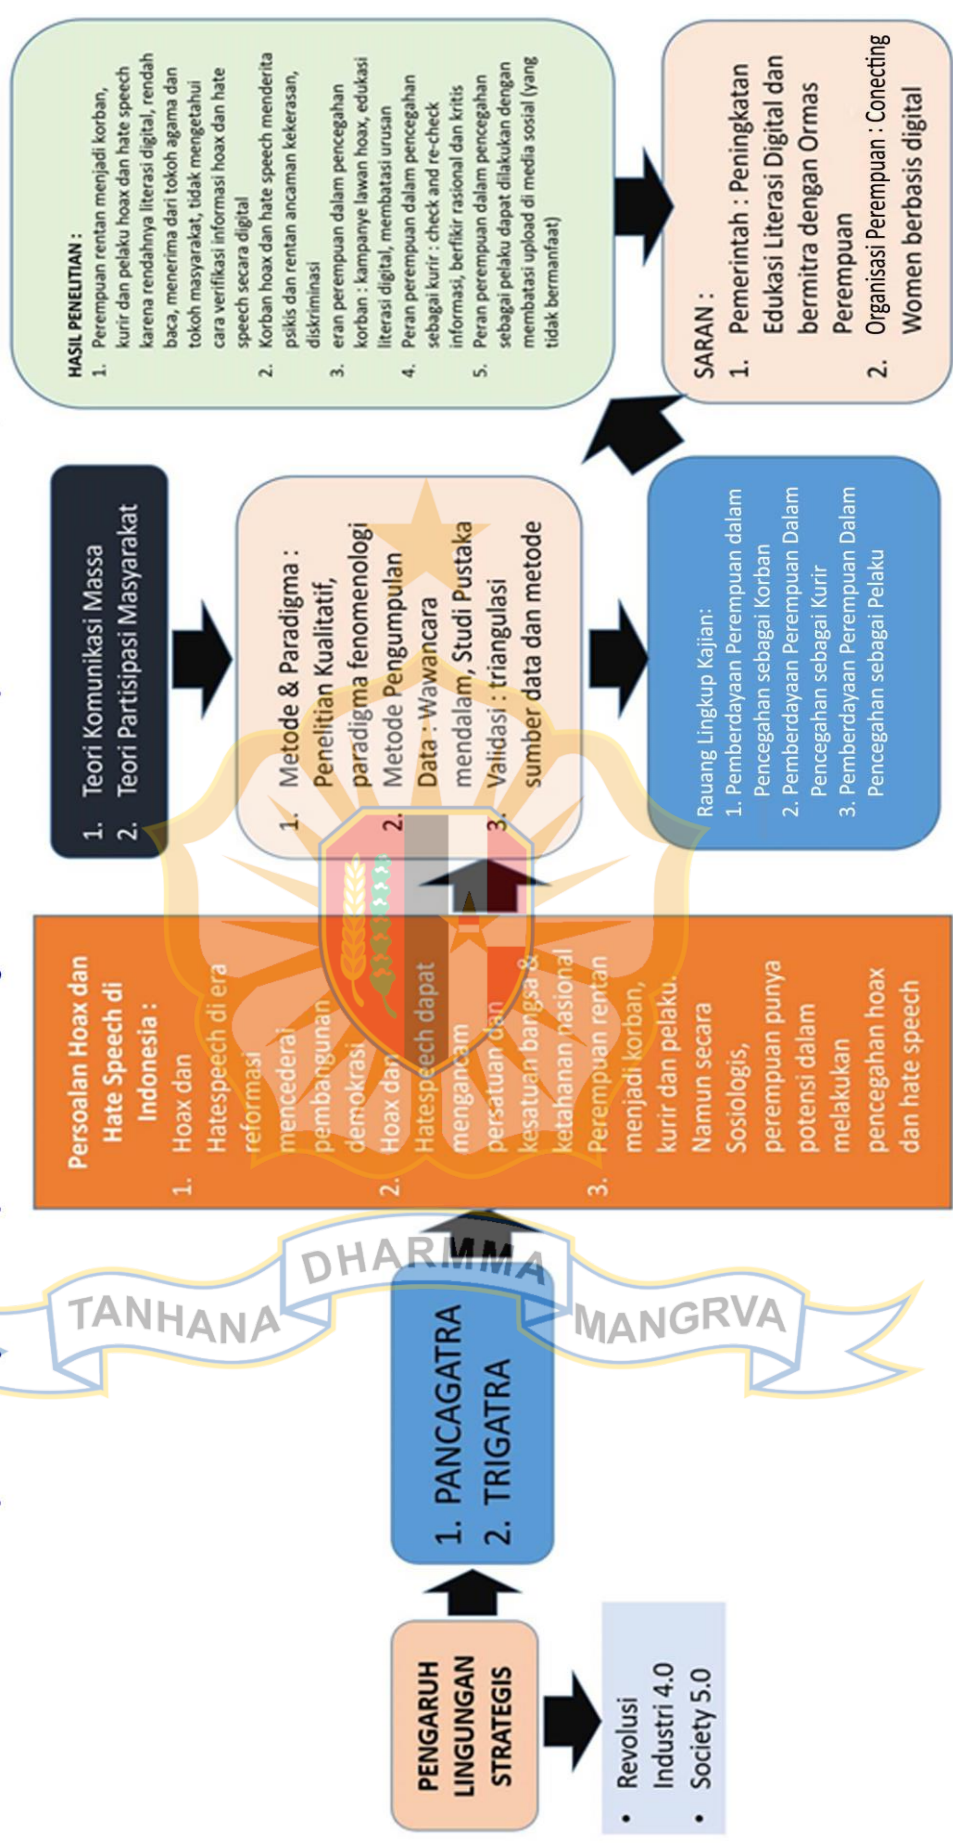 PENGARUH
LINGUNGAN
STRATEGIS
• Revolusi
Industri 4.0
• Society 5.0
1. PANCAGATRA
2. TRIGATRA
Persoalan Hoax dan
Hate Speech di
Indonesia :
1. Hoax dan
Hatespeech di era
reformasi
mencederai
pembangunan
demokrasi
2. Hoax dan
Hatespeech dapat
mengancam
persatuan dan
kesatuan bangsa &
ketahanan nasional
3. Perempuan rentan
menjadi korban,
kurir dan pelaku.
Namun secara
Sosiologis,
perempuan punya
potensi dalam
melakukan
pencegahan hoax
dan hate speech
1. Teori Komunikasi Massa
2. Teori Partisipasi Masyarakat
1. Metode & Paradigma :
Penelitian Kualitatif,
paradigma fenomenologi
2. Metode Pengumpulan
Data : Wawancara
mendalam, Studi Pustaka
3. Validasi : triangulasi
sumber data dan metode
Rauang Lingkup Kajian:
1. Pemberdayaan Perempuan dalam
Pencegahan sebagai Korban
2. Pemberdayaan Perempuan Dalam
Pencegahan sebagai Kurir
3. Pemberdayaan Perempuan Dalam
Pencegahan sebagai Pelaku
HASIL PENELITIAN :
1. Perempuan rentan menjadi korban,
kurir dan pelaku hoax dan hate speech
karena rendahnya literasi digital, rendah
baca, menerima dari tokoh agama dan
tokoh masyarakat, tidak mengetahui
cara verifikasi informasi hoax dan hate
speech secara digital
2. Korban hoax dan hate speech menderita
psikis dan rentan ancaman kekerasan,
diskriminasi
3. eran perempuan dalam pencegahan
korban : kampanye lawan hoax, edukasi
literasi digital, membatasi urusan
4. Peran perempuan dalam pencegahan
sebagai kurir : check and re-check
informasi, berfikir rasional dan kritis
5. Peran perempuan dalam pencegahan
sebagai pelaku dapat dilakukan dengan
membatasi upload di media sosial (yang
tidak bermanfaat)
SARAN :
1. Pemerintah : Peningkatan
Edukasi Literasi Digital dan
bermitra dengan Ormas
Perempuan
2. Organisasi Perempuan : Conecting
Women berbasis digital
TANHANA
DHARMMA
MANGRVA